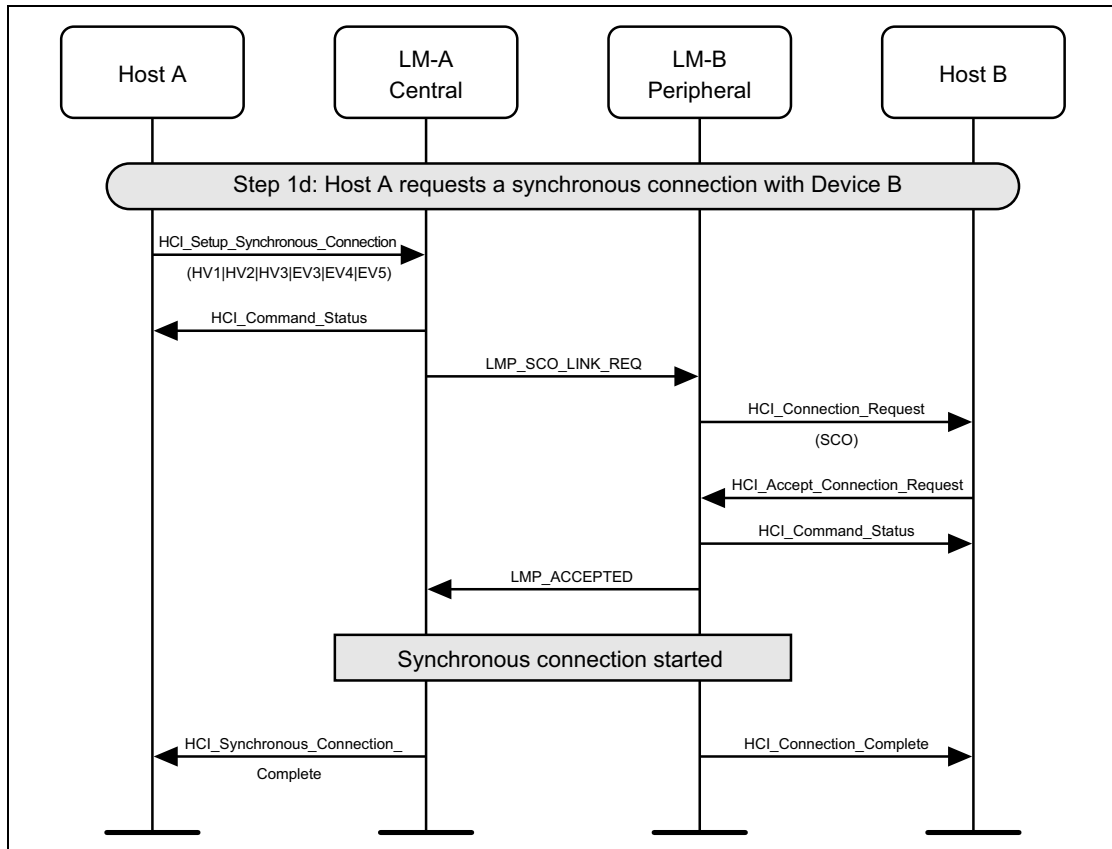 Host A
LM-A
Central
LM-B
Peripheral
Host B
Step 1d: Host A requests a synchronous connection with Device B
HCI_Setup_Synchronous_Connection
(HV1|HV2|HV3|EV3|EV4|EV5)
HCI_Command_Status
LMP_SCO_LINK_REQ
HCI_Connection_Request
(SCO)
HCI_Accept_Connection_Request
HCI_Command_Status
LMP_ACCEPTED
Synchronous connection started
HCI_Synchronous_Connection_
Complete
HCI_Connection_Complete